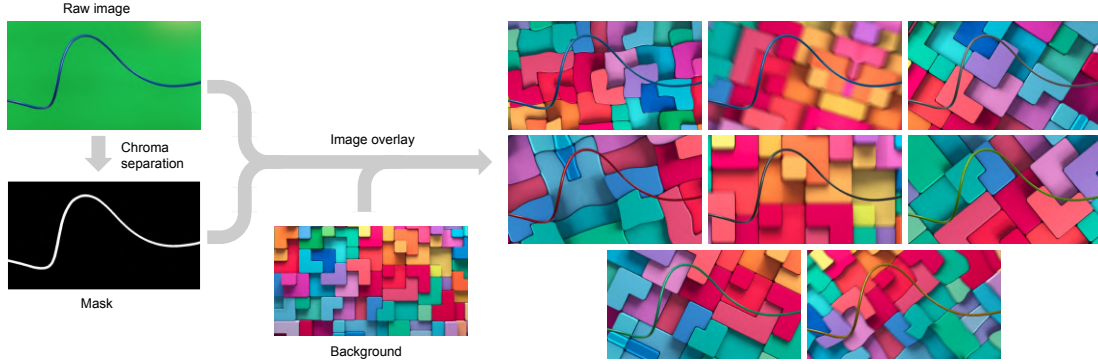 Raw image
Chroma
separation
Image overlay
Mask
Background